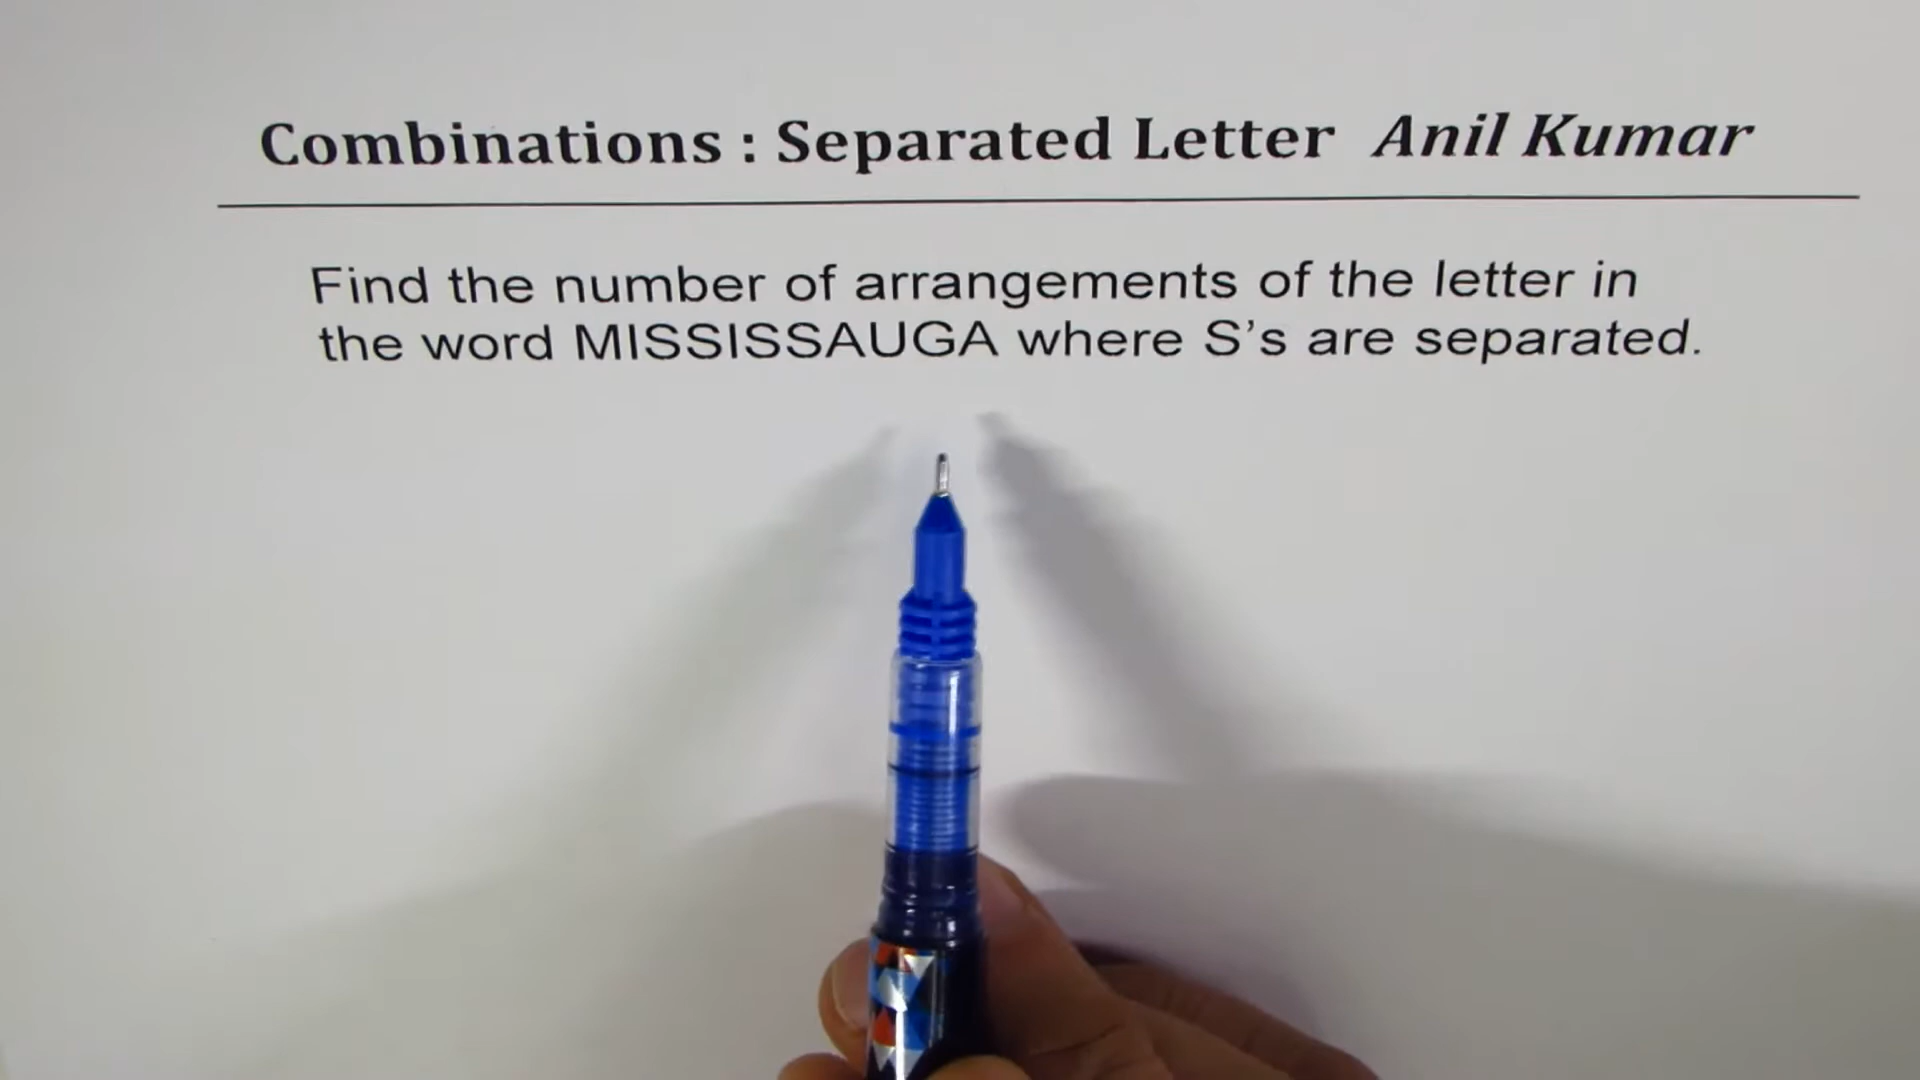 Combinations : Separated Letter Anil Kumar
Find the number of arrangements of the letter in
the word MISSISSAUGA where S’s are separated.